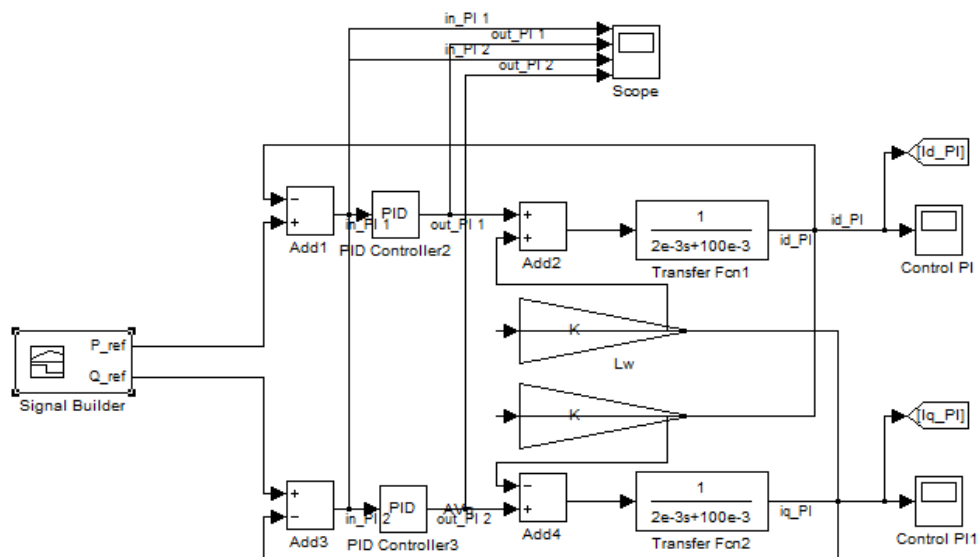 in_PI 1
out_PI 1
in_PI 2
out_PI 2
Scope
[Id_PI]
−
+
Add1
in_PI 1
PID
PID Controller2
out_PI 1
+
+
Add2
1
2e-3s+100e-3
Transfer Fcn1
id_PI
id_PI
Control PI
K
Lw
P_ref
Q_ref
Signal Builder
K
[Iq_PI]
+
−
Add3
in_PI 2
PID
PID Controller3
out_PI 2
−
+
Add4
1
2e-3s+100e-3
Transfer Fcn2
iq_PI
Control PI1